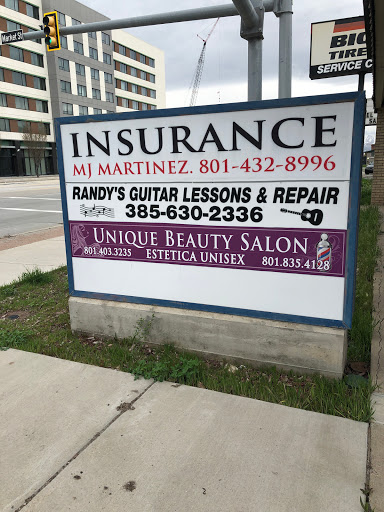 Market St
BIG
TIRE
SERVICE C
INSURANCE
MJ MARTINEZ. 801-432-8996
RANDY'S GUITAR LESSONS & REPAIR
385-630-2336
UNIQUE BEAUTY SALON
801.403.3235 ESTETICA UNISEX 801.835.4128